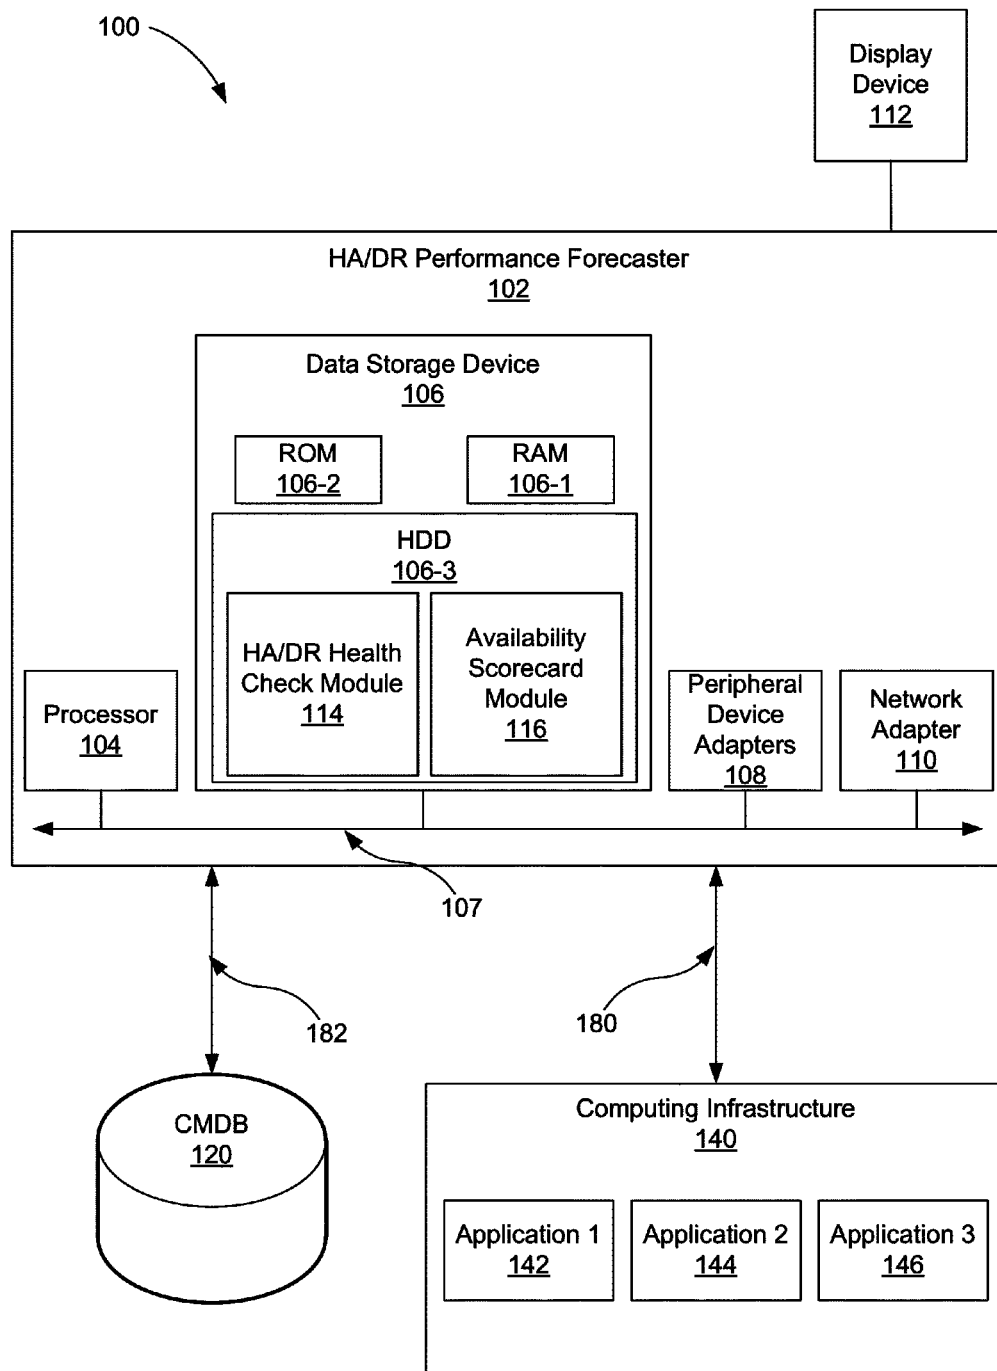 100
Display
Device
112
HA/DR Performance Forecaster
102
Data Storage Device
106
ROM
106-2
RAM
106-1
HDD
106-3
HA/DR Health
Check Module
114
Availability
Scorecard
Module
116
Processor
104
Peripheral
Device
Adapters
108
Network
Adapter
110
107
182
180
CMDB
120
Computing Infrastructure
140
Application 1
142
Application 2
144
Application 3
146